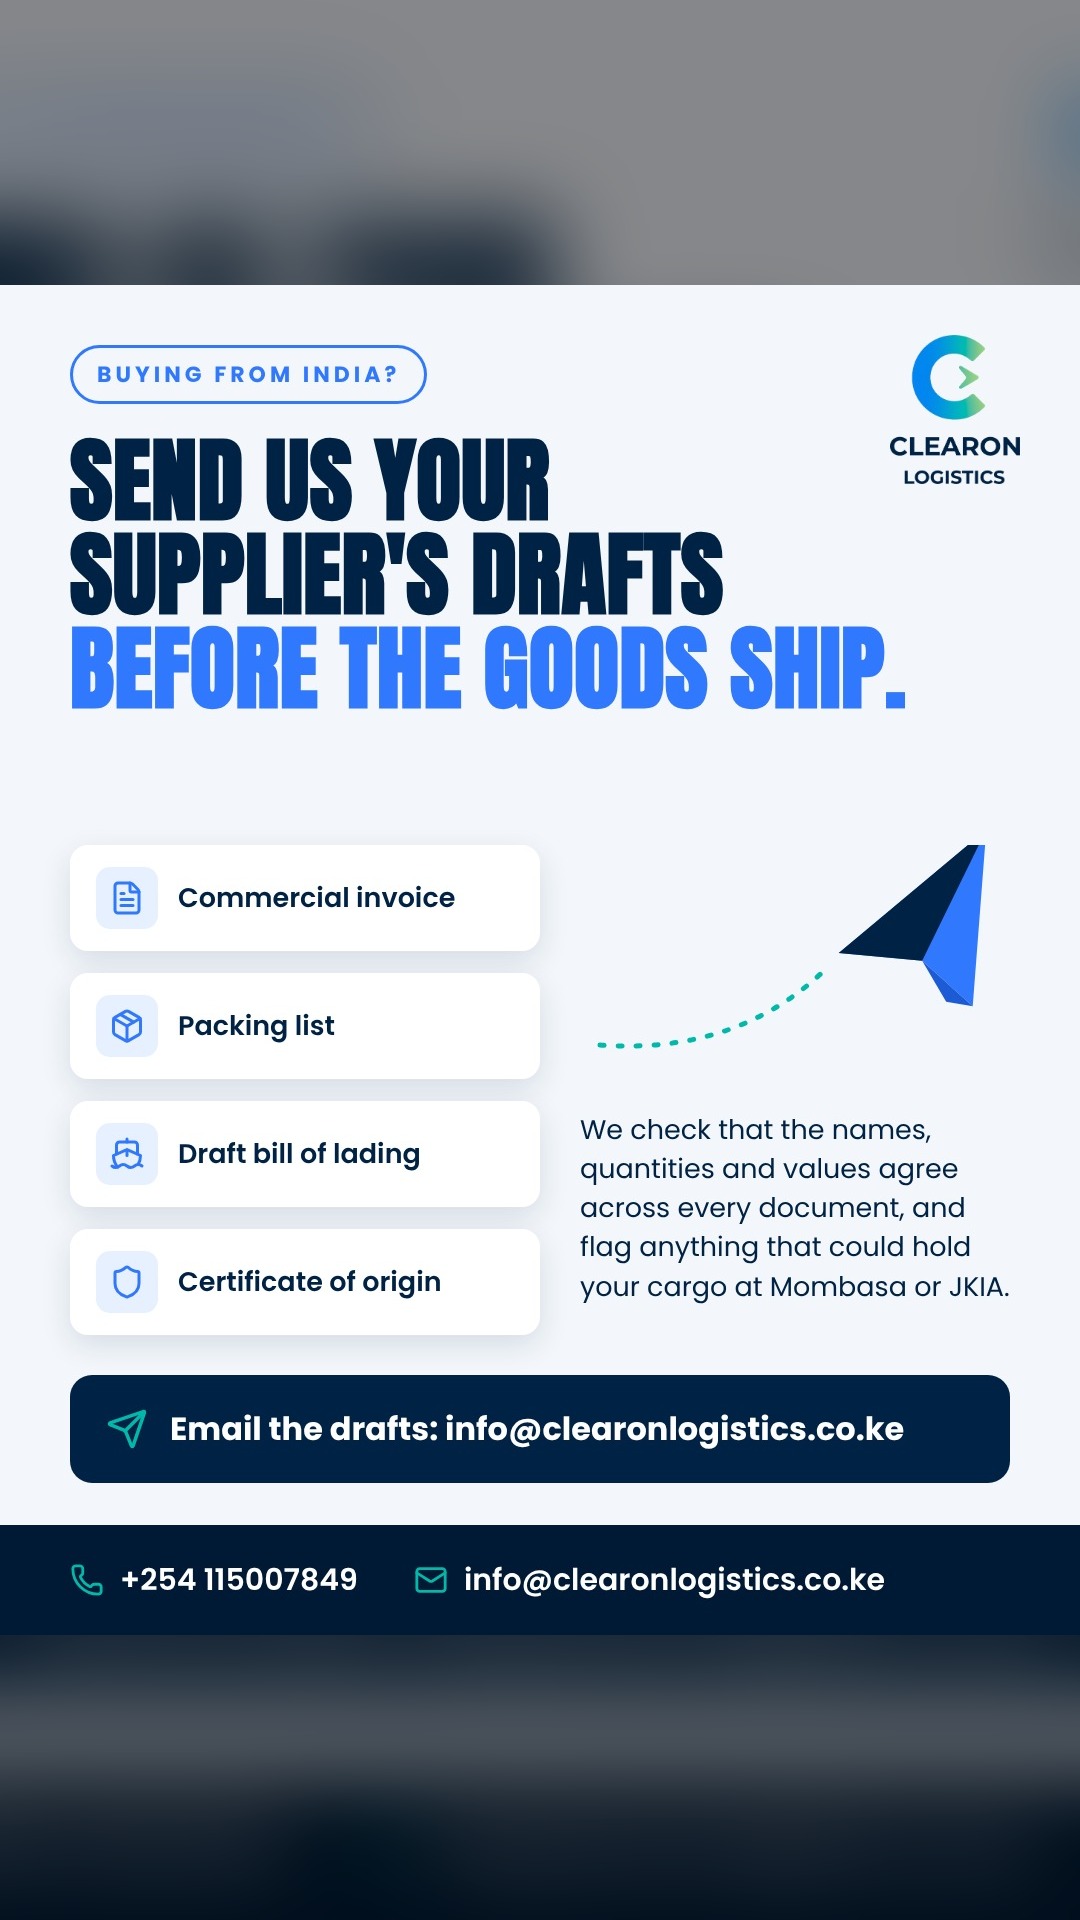 BUYING FROM INDIA?
CLEARON
LOGISTICS
SEND US YOUR
SUPPLIER'S DRAFTS
BEFORE THE GOODS SHIP.
Commercial invoice
Packing list
Draft bill of lading
Certificate of origin
We check that the names,
quantities and values agree
across every document, and
flag anything that could hold
your cargo at Mombasa or JKIA.
Email the drafts: info@clearonlogistics.co.ke
+254 115007849
info@clearonlogistics.co.ke